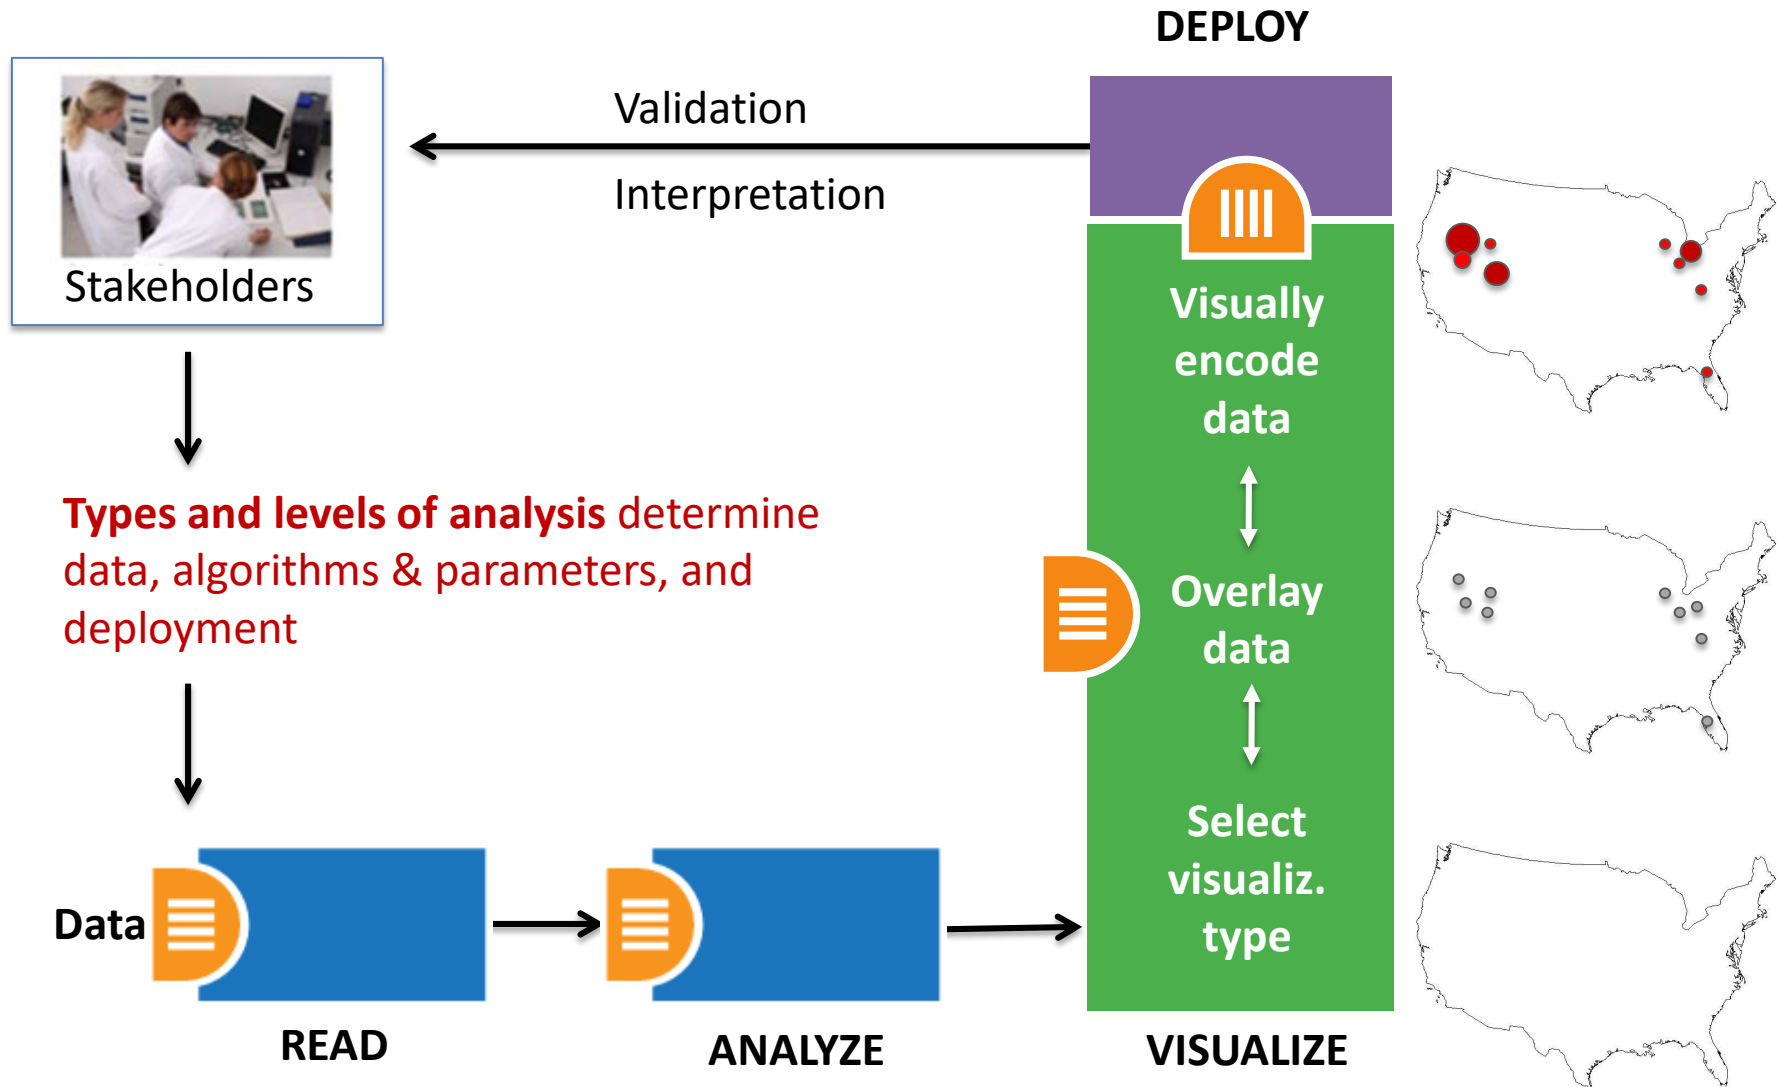 DEPLOY
Validation
Interpretation
Stakeholders
Visually
encode
data
Types and levels of analysis determine
data, algorithms & parameters, and
deployment
Overlay
data
Select
visualiz.
type
Data
READ
ANALYZE
VISUALIZE